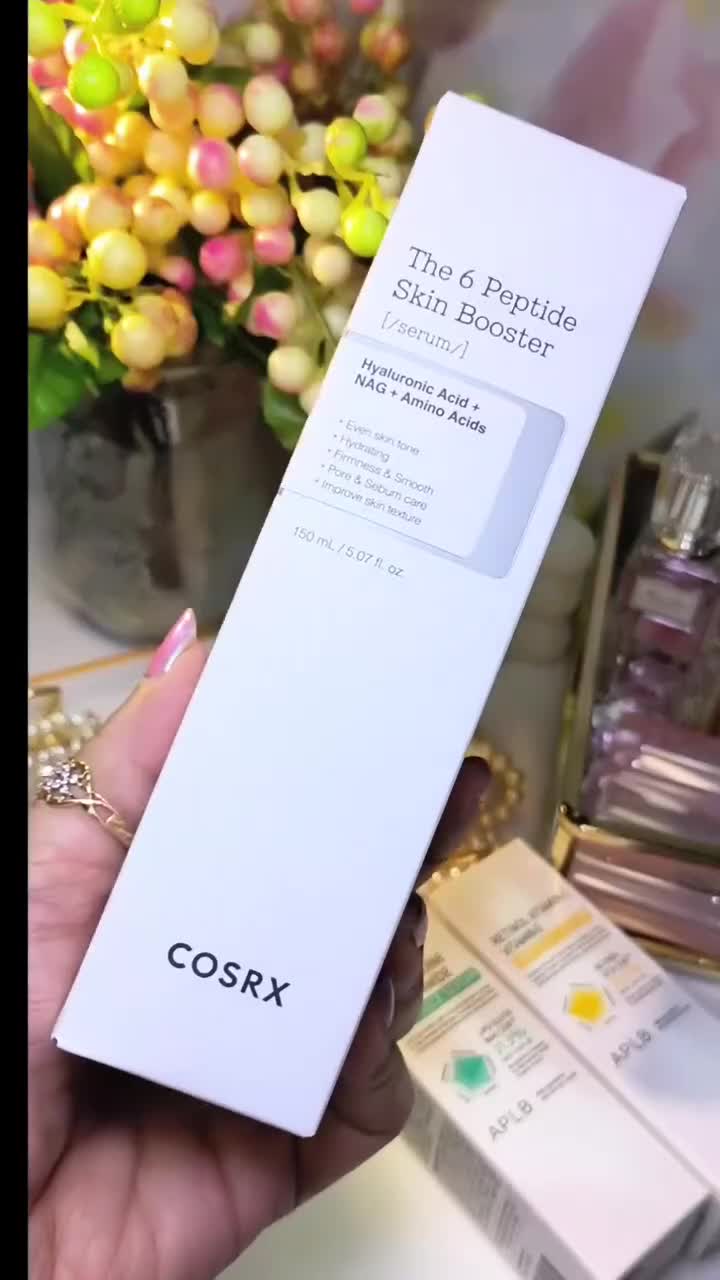 The 6 Peptide
Skin Booster
[/serum/]
Hyaluronic Acid +
NAG + Amino Acids
• Even skin tone
• Hydrating
• Firmness & Smooth
• Pore & Sebum care
• Improve skin texture
150 mL / 5.07 fl. oz.
COSRX
APLB
APLB